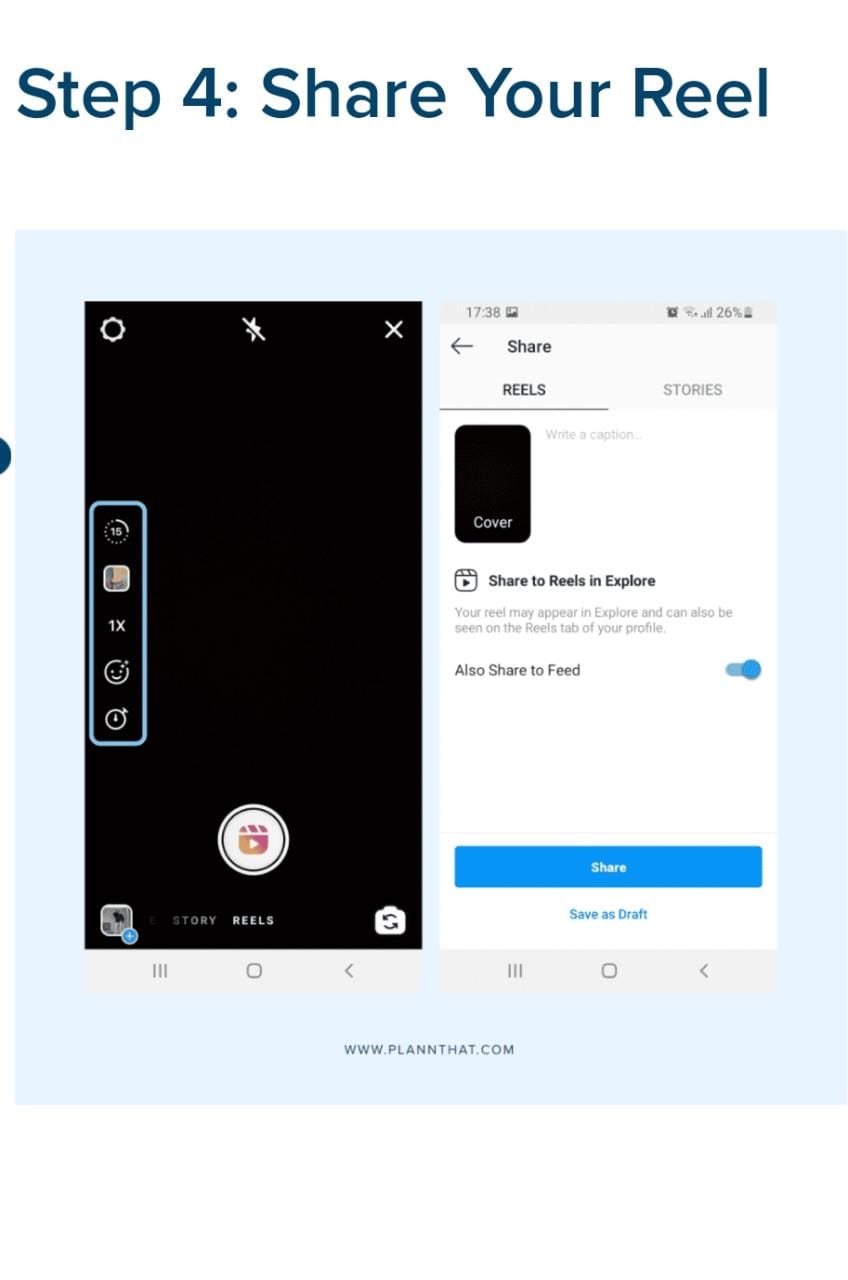 Step 4: Share Your Reel
17:38
26%
Share
REELS
STORIES
Write a caption...
Cover
15
Share to Reels in Explore
Your reel may appear in Explore and can also be
seen on the Reels tab of your profile.
1X
Also Share to Feed
Share
STORY REELS
Save as Draft
WWW.PLANNTHAT.COM